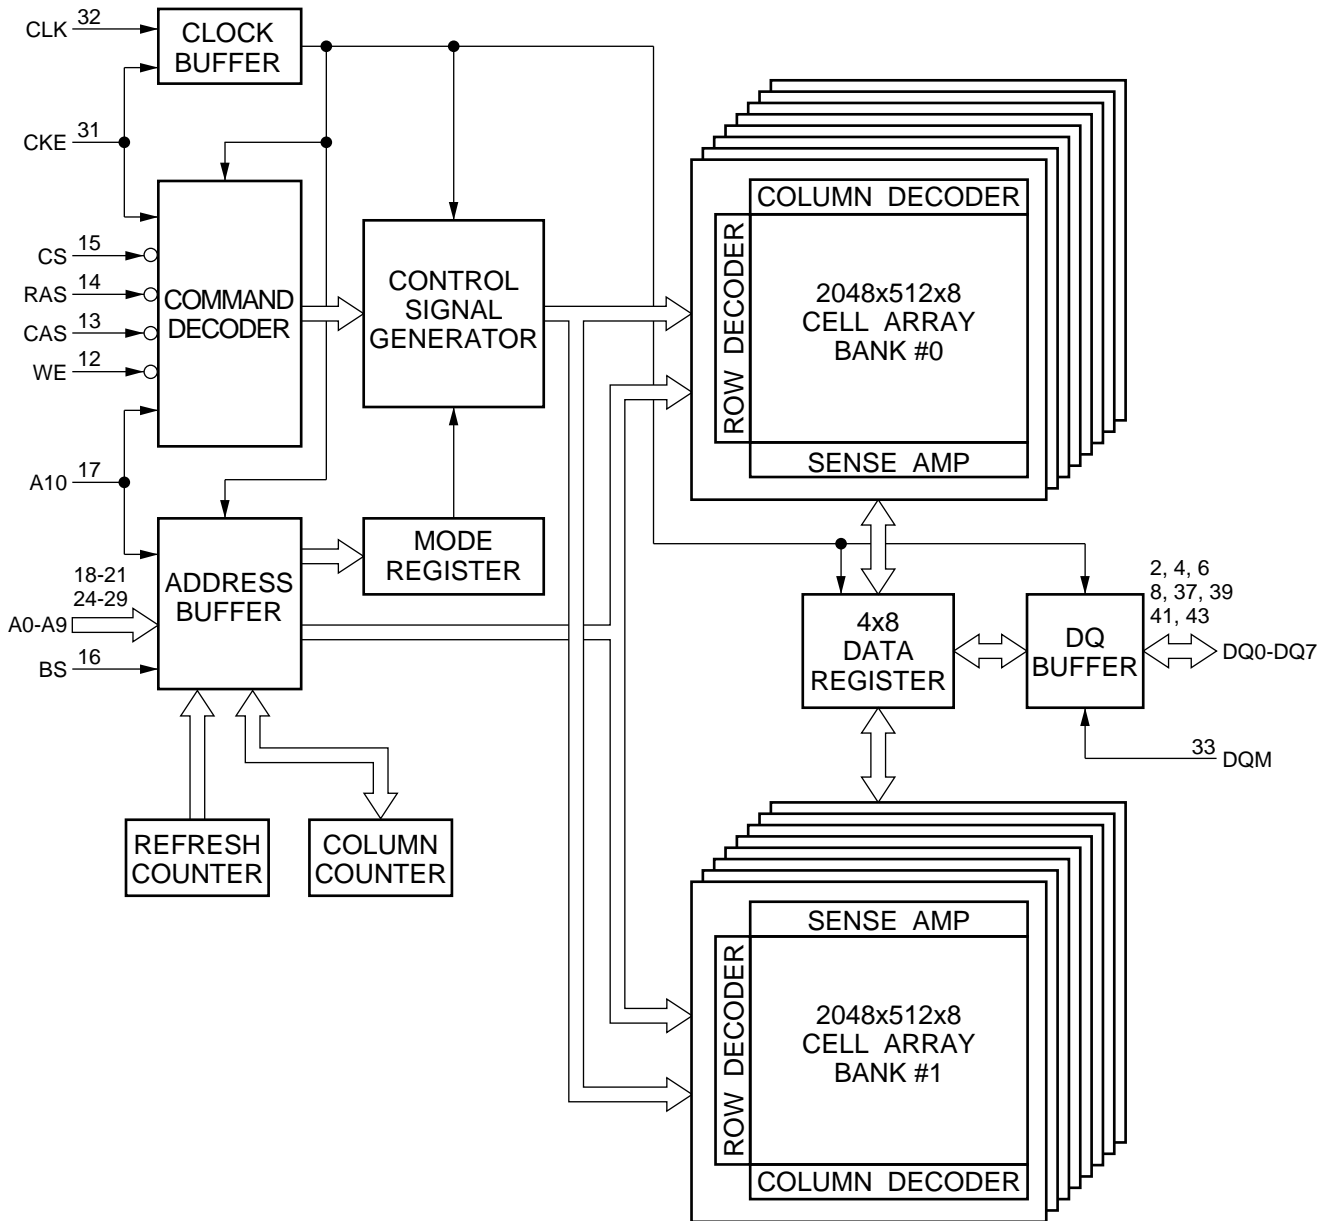 CLK 32
CLOCK
BUFFER
CKE 31
CS 15
RAS 14
CAS 13
WE 12
COMMAND
DECODER
CONTROL
SIGNAL
GENERATOR
COLUMN DECODER
ROW DECODER
2048x512x8
CELL ARRAY
BANK #0
SENSE AMP
A10 17
18-21
24-29
A0-A9
BS 16
ADDRESS
BUFFER
MODE
REGISTER
4x8
DATA
REGISTER
DQ
BUFFER
2, 4, 6
8, 37, 39
41, 43
DQ0-DQ7
33 DQM
REFRESH
COUNTER
COLUMN
COUNTER
SENSE AMP
ROW DECODER
2048x512x8
CELL ARRAY
BANK #1
COLUMN DECODER